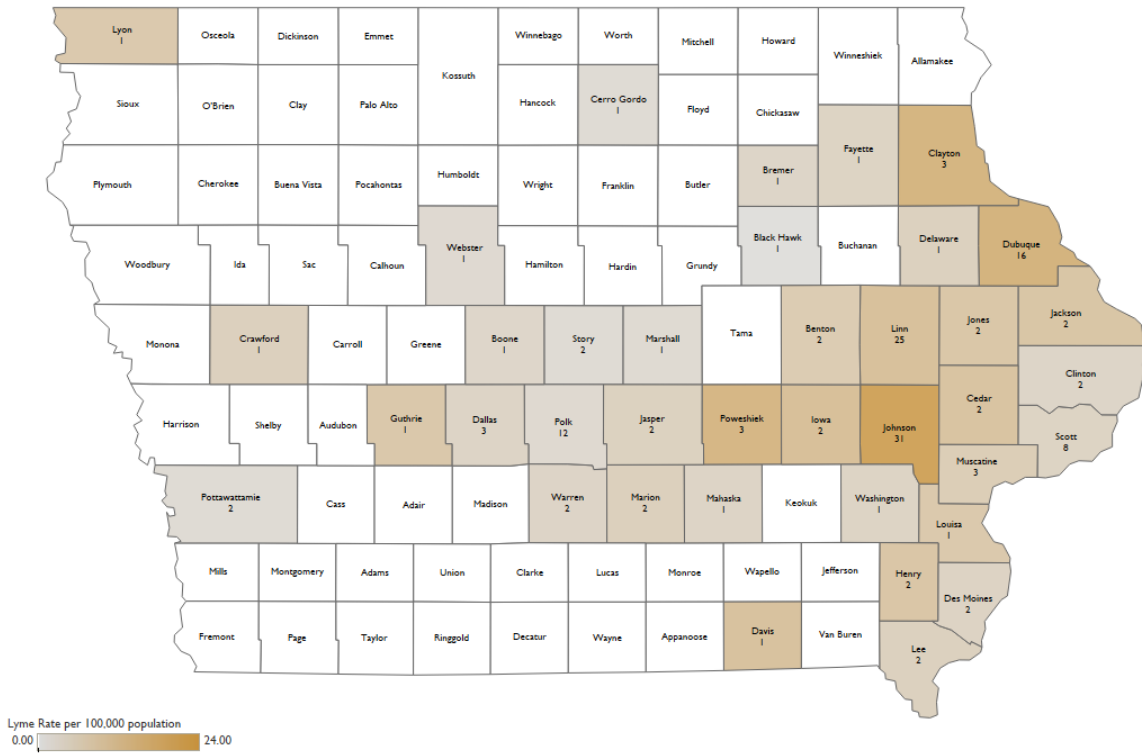 Lyon
1
Osceola
Dickinson
Emmet
Kossuth
Winnebago
Worth
Mitchell
Howard
Winneshiek
Allamakee
Sioux
O'Brien
Clay
Palo Alto
Hancock
Cerro Gordo
1
Floyd
Chickasaw
Fayette
1
Clayton
3
Plymouth
Cherokee
Buena Vista
Pocahontas
Humboldt
Wright
Franklin
Butler
Bremer
1
Woodbury
Ida
Sac
Calhoun
Webster
1
Hamilton
Hardin
Grundy
Black Hawk
1
Buchanan
Delaware
1
Dubuque
16
Monona
Crawford
1
Carroll
Greene
Boone
1
Story
2
Marshall
1
Tama
Benton
2
Linn
25
Jones
2
Jackson
2
Clinton
2
Harrison
Shelby
Audubon
Guthrie
1
Dallas
3
Polk
12
Jasper
2
Poweshiek
3
Iowa
2
Johnson
31
Cedar
2
Scott
8
Muscatine
3
Pottawattamie
2
Cass
Adair
Madison
Warren
2
Marion
2
Mahaska
1
Keokuk
Washington
1
Louisa
1
Mills
Montgomery
Adams
Union
Clarke
Lucas
Monroe
Wapello
Jefferson
Henry
2
Des Moines
2
Fremont
Page
Taylor
Ringgold
Decatur
Wayne
Appanoose
Davis
1
Van Buren
Lee
2
Lyme Rate per 100,000 population
0.00 24.00